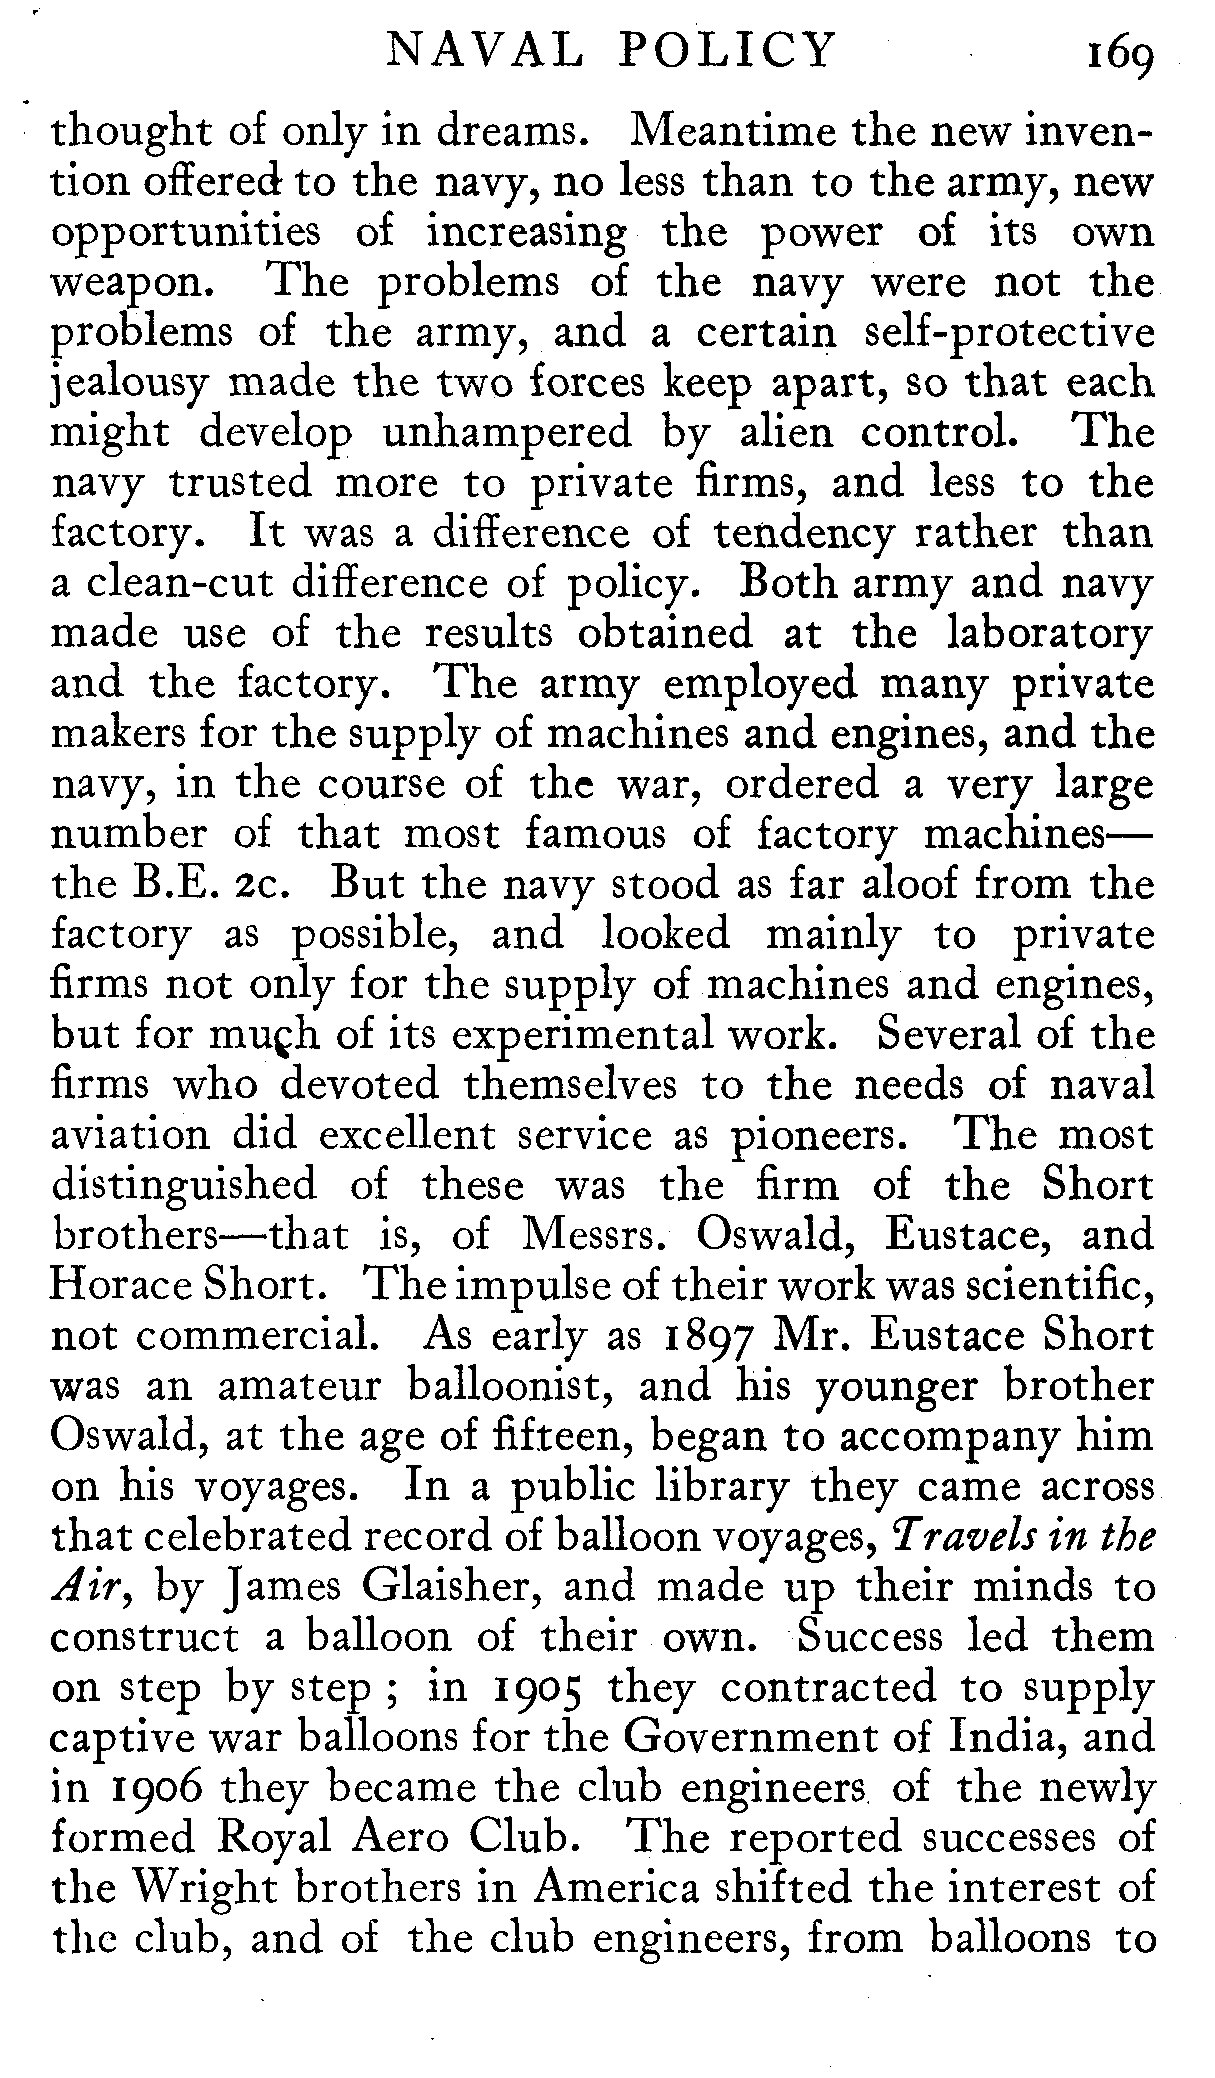 NAVAL POLICY 169
thought of only in dreams. Meantime the new inven-
tion offered to the navy, no less than to the army, new
opportunities of increasing the power of its own
weapon. The problems of the navy were not the
problems of the army, and a certain self-protective
jealousy made the two forces keep apart, so that each
might develop unhampered by alien control. The
navy trusted more to private firms, and less to the
factory. It was a difference of tendency rather than
a clean-cut difference of policy. Both army and navy
made use of the results obtained at the laboratory
and the factory. The army employed many private
makers for the supply of machines and engines, and the
navy, in the course of the war, ordered a very large
number of that most famous of factory machines—
the B.E. 2c. But the navy stood as far aloof from the
factory as possible, and looked mainly to private
firms not only for the supply of machines and engines,
but for much of its experimental work. Several of the
firms who devoted themselves to the needs of naval
aviation did excellent service as pioneers. The most
distinguished of these was the firm of the Short
brothers—that is, of Messrs. Oswald, Eustace, and
Horace Short. The impulse of their work was scientific,
not commercial. As early as 1897 Mr. Eustace Short
was an amateur balloonist, and his younger brother
Oswald, at the age of fifteen, began to accompany him
on his voyages. In a public library they came across
that celebrated record of balloon voyages, Travels in the
Air, by James Glaisher, and made up their minds to
construct a balloon of their own. Success led them
on step by step ; in 1905 they contracted to supply
captive war balloons for the Government of India, and
in 1906 they became the club engineers of the newly
formed Royal Aero Club. The reported successes of
the Wright brothers in America shifted the interest of
the club, and of the club engineers, from balloons to